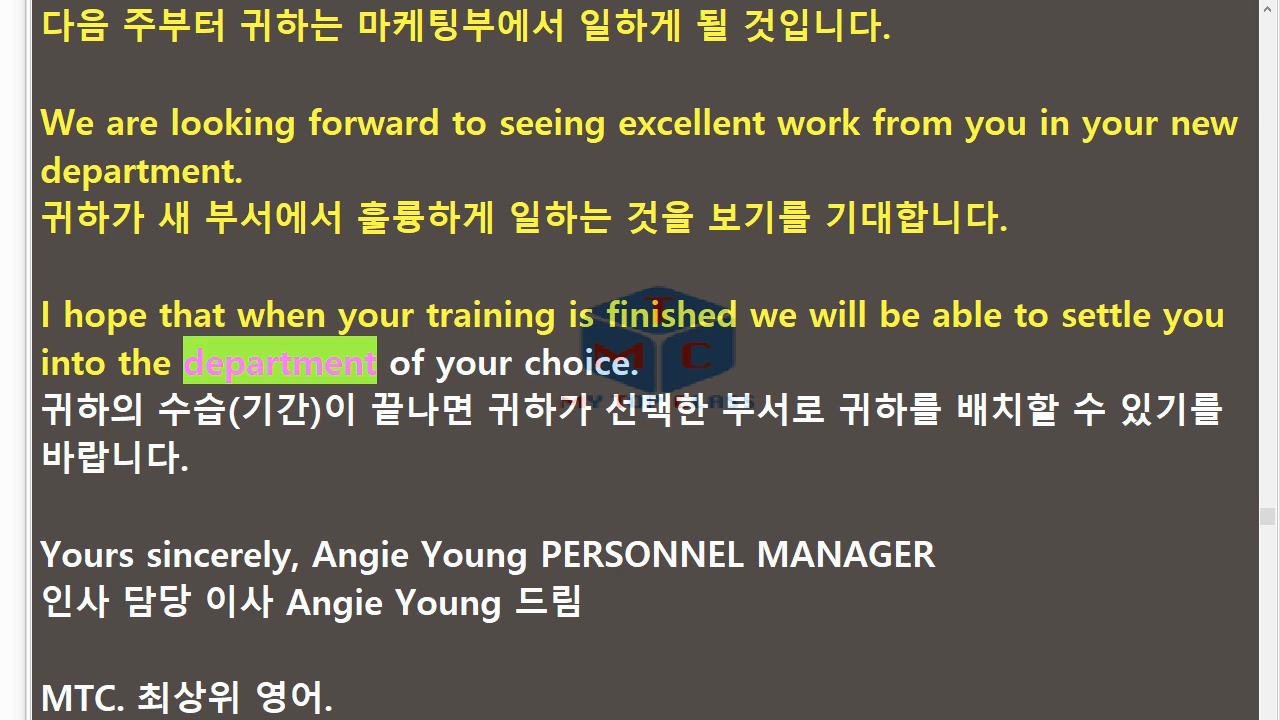 다음 주부터 귀하는 마케팅부에서 일하게 될 것입니다.
We are looking forward to seeing excellent work from you in your new
department.
귀하가 새 부서에서 훌륭하게 일하는 것을 보기를 기대합니다.
I hope that when your training is finished we will be able to settle you
into the department of your choice.
귀하의 수습(기간)이 끝나면 귀하가 선택한 부서로 귀하를 배치할 수 있기를
바랍니다.
Yours sincerely, Angie Young PERSONNEL MANAGER
인사 담당 이사 Angie Young 드림
MTC. 최상위 영어.
T
M C